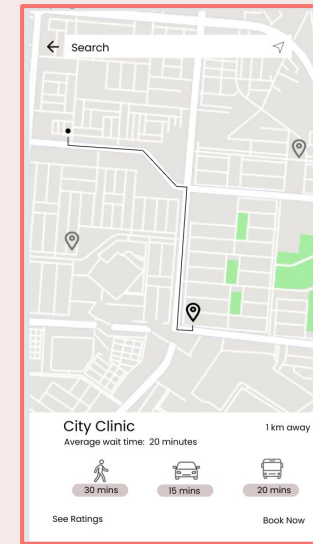 Search
City Clinic
1 km away
Average wait time: 20 minutes
30 mins
15 mins
20 mins
See Ratings
Book Now